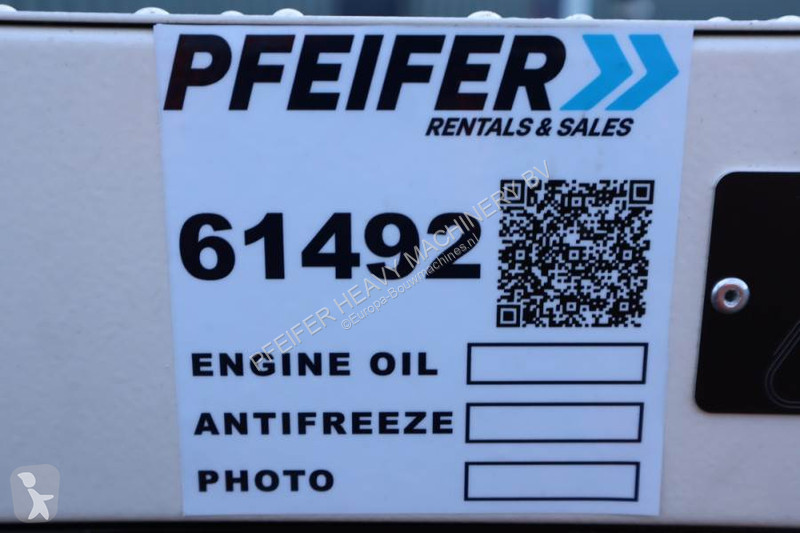 PFEIFER
RENTALS & SALES
61492
PFEIFER HEAVY MACHINERY BV
©Europa-Bouwmachines.nl
ENGINE OIL
ANTIFREEZE
PHOTO